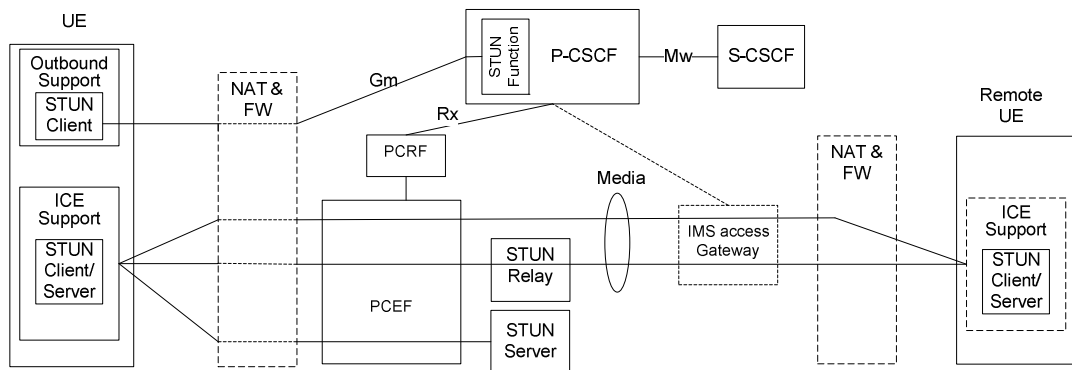 UE
Outbound
Support
STUN
Client
NAT &
FW
Gm
STUN
Function
P-CSCF
Mw
S-CSCF
Rx
PCRF
Remote
UE
NAT &
FW
Media
ICE
Support
STUN
Client/
Server
PCEF
STUN
Relay
STUN
Server
IMS access
Gateway
ICE
Support
STUN
Client/
Server